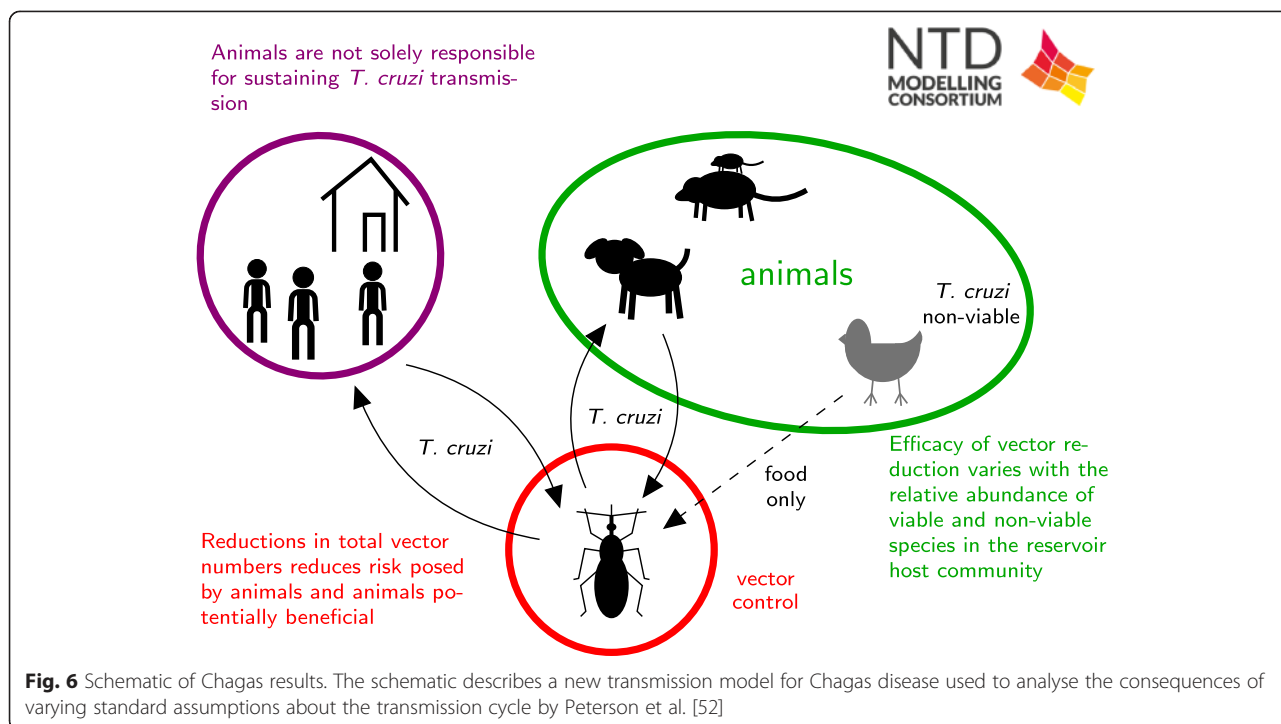 Animals are not solely responsible
for sustaining T. cruzi transmis-
sion
NTD
MODELLING
CONSORTIUM
animals
T. cruzi
non-viable
T. cruzi
T. cruzi
food
only
Efficacy of vector re-
duction varies with the
relative abundance of
viable and non-viable
species in the reservoir
host community
Reductions in total vector
numbers reduces risk posed
by animals and animals po-
tentially beneficial
vector
control
Fig. 6 Schematic of Chagas results. The schematic describes a new transmission model for Chagas disease used to analyse the consequences of
varying standard assumptions about the transmission cycle by Peterson et al. [52]